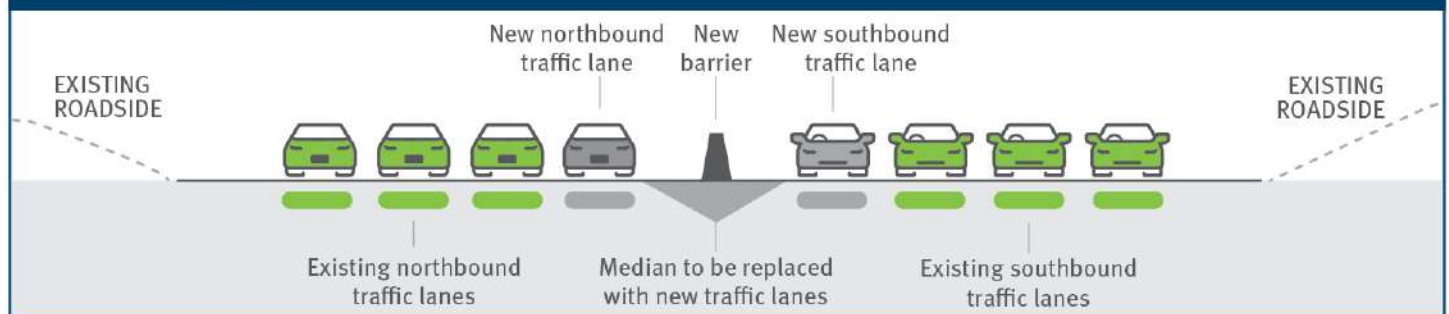 New northbound
traffic lane
New
barrier
New southbound
traffic lane
EXISTING
ROADSIDE
EXISTING
ROADSIDE
Existing northbound
traffic lanes
Median to be replaced
with new traffic lanes
Existing southbound
traffic lanes